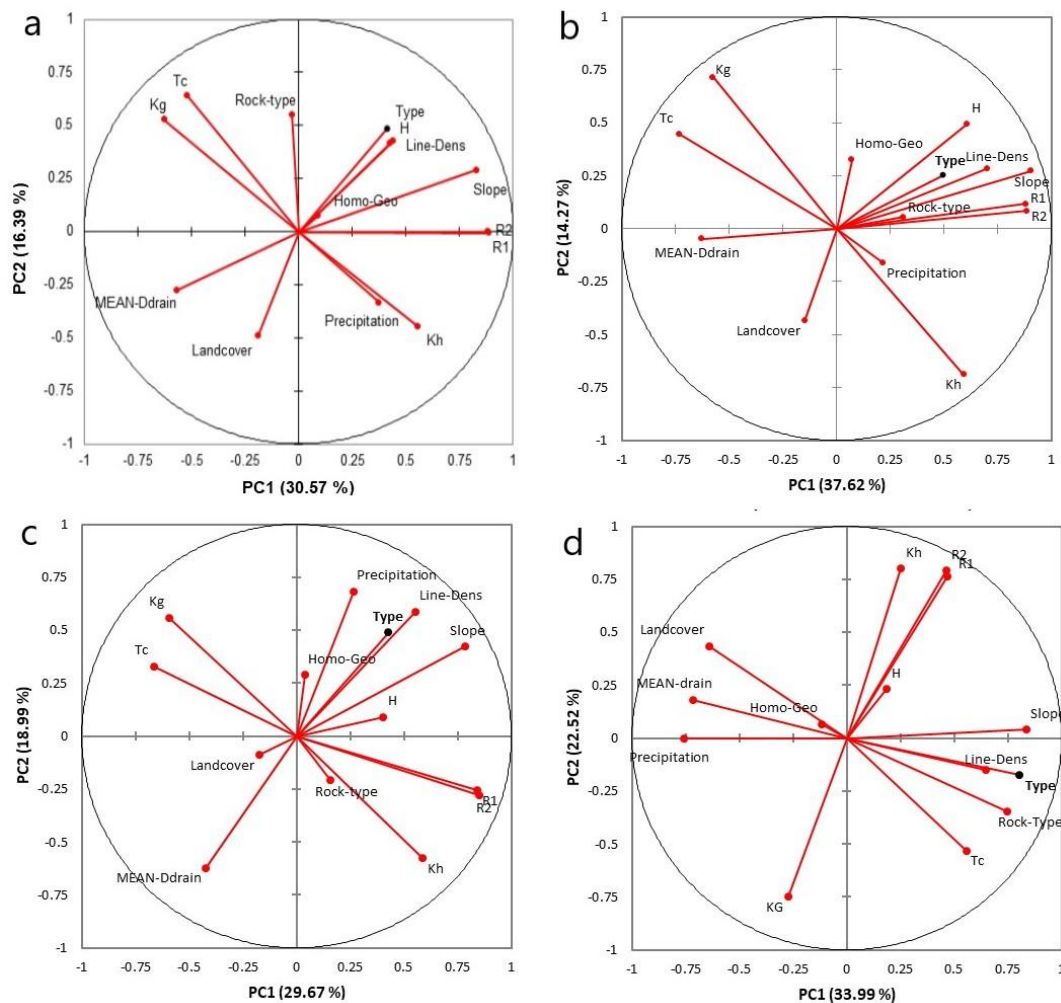 a
1
0.75
0.5
0.25
0
-0.25
-0.5
-0.75
-1
-1
-0.75
-0.5
-0.25
0
0.25
0.5
0.75
1
PC2 (16.39 %)
PC1 (30.57 %)
Tc
Kg
Rock-type
Type
H
Line-Dens
Slope
Homo-Geo
R2
R1
MEAN-Ddrain
Precipitation
Kh
Landcover
b
1
0.75
0.5
0.25
0
-0.25
-0.5
-0.75
-1
-1
-0.75
-0.5
-0.25
0
0.25
0.5
0.75
1
PC2 (14.27 %)
PC1 (37.62 %)
Kg
H
Tc
Homo-Geo
Type
Line-Dens
Slope
R1
Rock-type
R2
MEAN-Ddrain
Precipitation
Landcover
Kh
c
1
0.75
0.5
0.25
0
-0.25
-0.5
-0.75
-1
-1
-0.75
-0.5
-0.25
0
0.25
0.5
0.75
1
PC2 (18.99 %)
PC1 (29.67 %)
Precipitation
Kg
Line-Dens
Type
Slope
Tc
Homo-Geo
H
Landcover
Rock-type
R1
R2
Kh
MEAN-Ddrain
d
1
0.75
0.5
0.25
0
-0.25
-0.5
-0.75
-1
-1
-0.75
-0.5
-0.25
0
0.25
0.5
0.75
1
PC2 (22.52 %)
PC1 (33.99 %)
Kh
R2
R1
Landcover
H
MEAN-drain
Homo-Geo
Slope
Precipitation
Line-Dens
Type
Rock-Type
Tc
KG